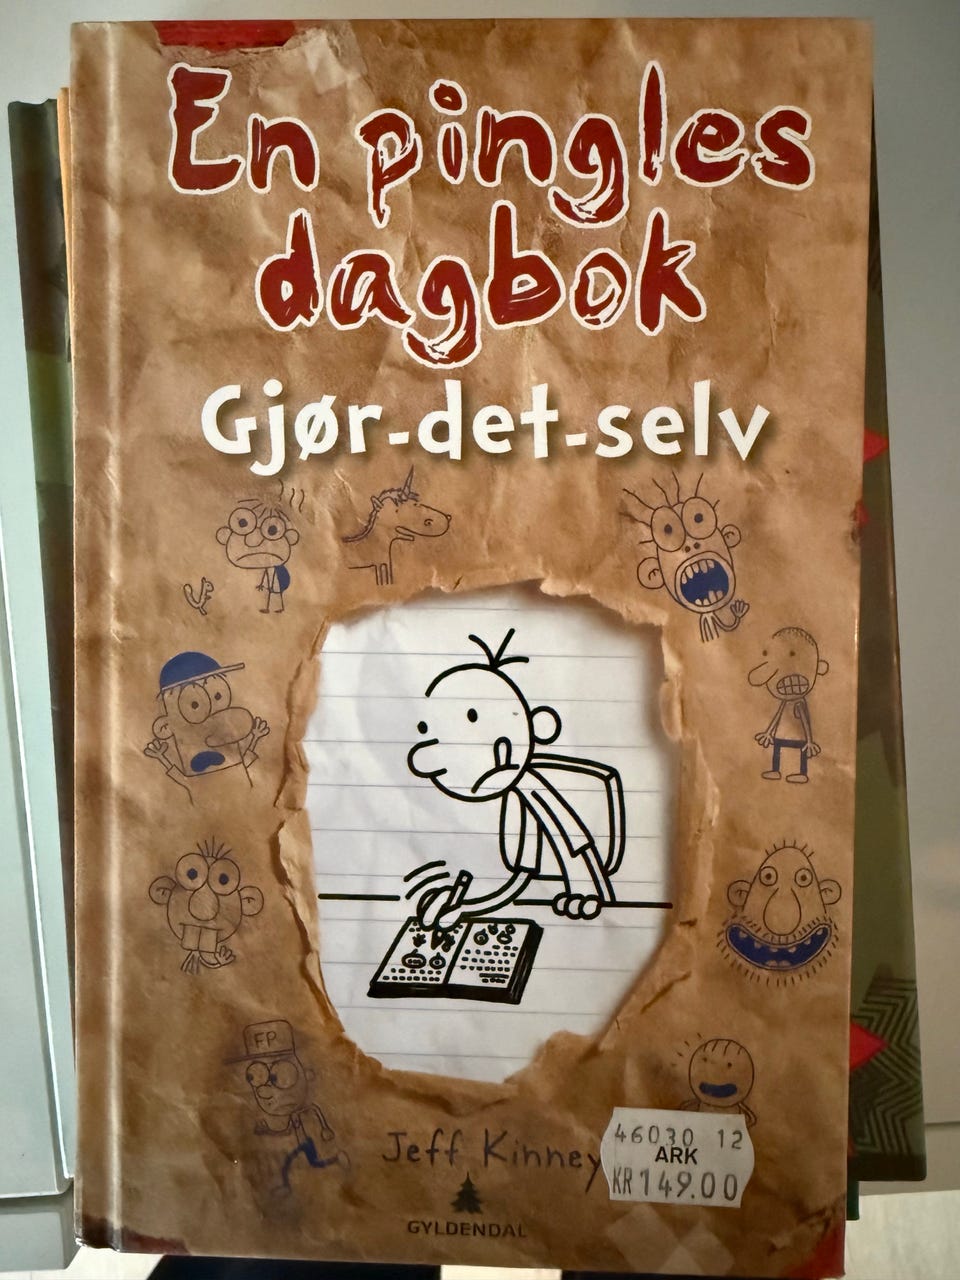 En pingles
dagbok
Gjør-det-selv
FP
Jeff Kinney
46030 12
ARK
KR 149.00
GYLDENDAL